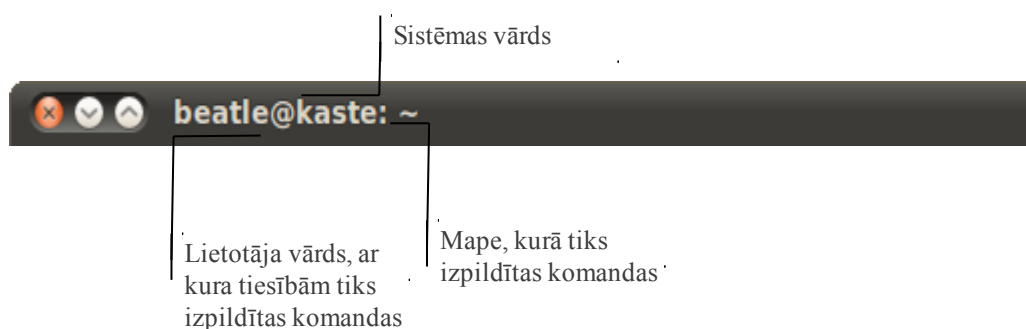 Sistēmas vārds
beatle@kaste: ~
Lietotāja vārds, ar
kura tiesībām tiks
izpildītas komandas
Mape, kurā tiks
izpildītas komandas